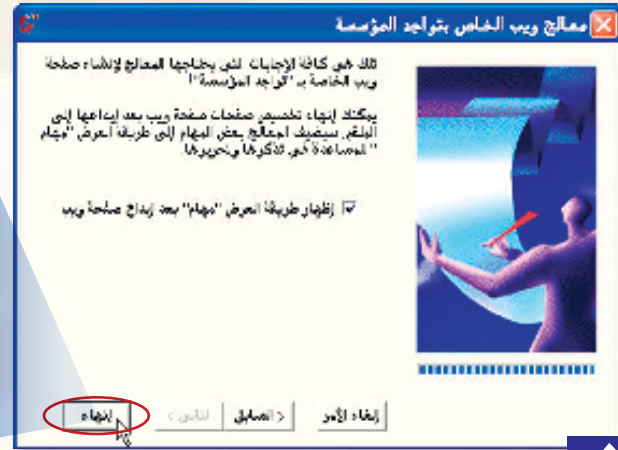 معالج ويب الخاص بتواجد المؤسسة
تلك هي كافة الإجابات التي يحتاجها المعالج لإنشاء صفحة
ويب الخاصة بـ "تواجد المؤسسة"!
يمكنك إنهاء تخصيص صفحات صفحة ويب بعد إيداعها إلى
الملقم. سيضيف المعالج بعض المهام إلى طريقة العرض "مهام
" للمساعدة في تذكرها وتحريرها.
إظهار طريقة العرض "مهام" بعد إيداع صفحة ويب
إلغاء الأمر
< السابق
التالي >
إنهاء